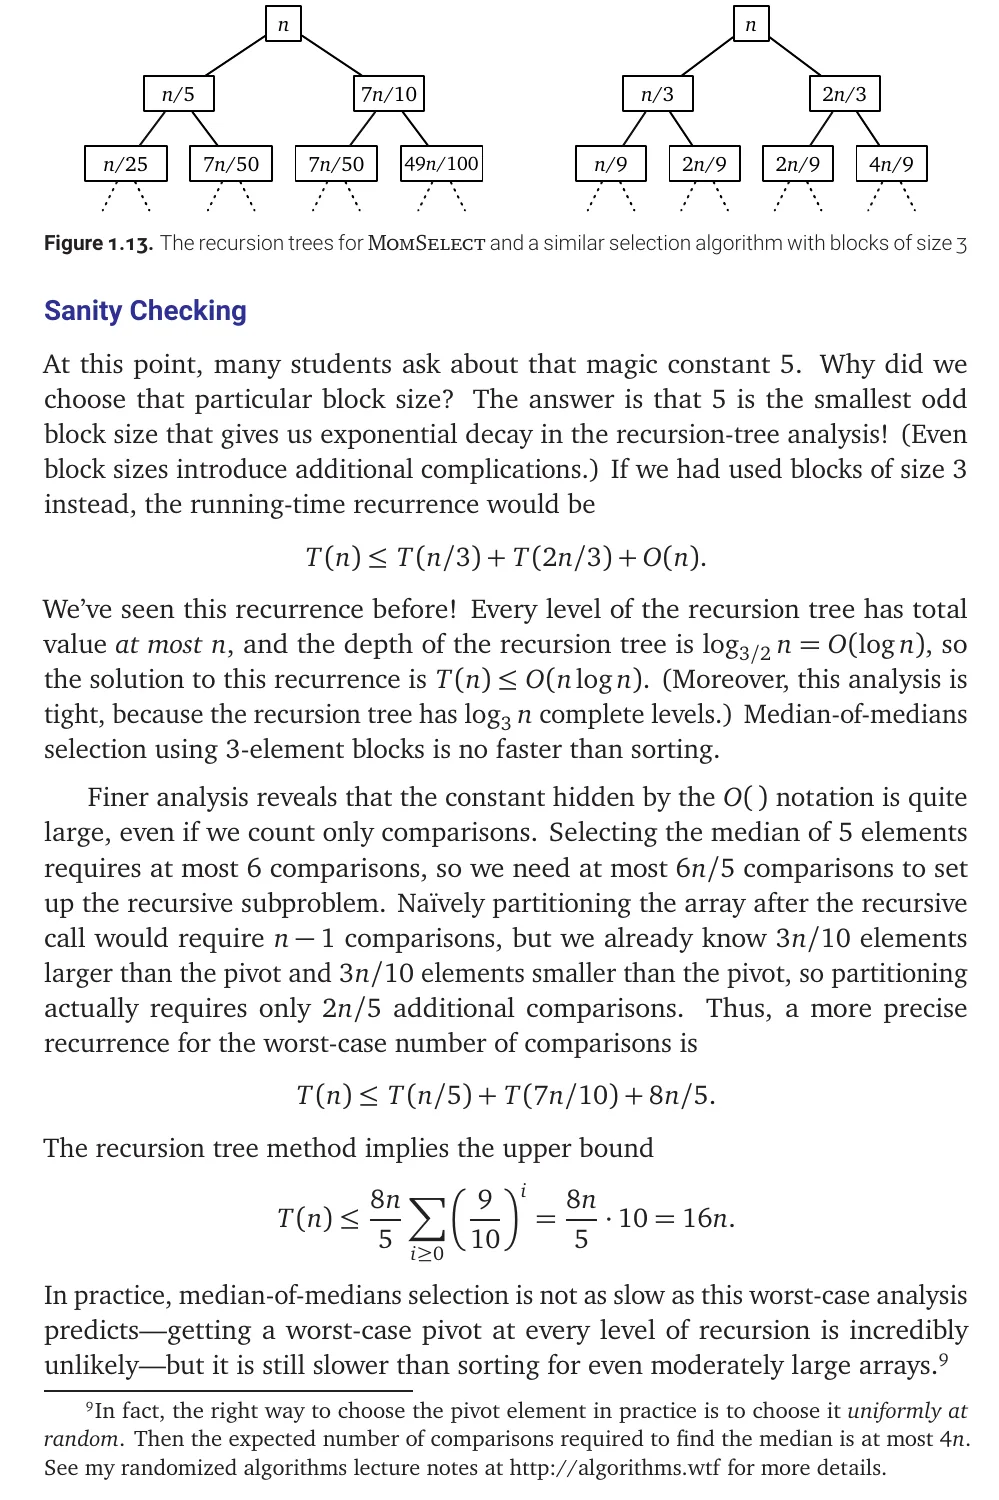 n n
n/5 7n/10 n/3 2n/3
n/25 7n/50 7n/50 49n/100 n/9 2n/9 2n/9 4n/9
Figure 1.13. The recursion trees for MomSelect and a similar selection algorithm with blocks of size 3
Sanity Checking
At this point, many students ask about that magic constant 5. Why did we
choose that particular block size? The answer is that 5 is the smallest odd
block size that gives us exponential decay in the recursion-tree analysis! (Even
block sizes introduce additional complications.) If we had used blocks of size 3
instead, the running-time recurrence would be
T(n) ≤ T(n/3) + T(2n/3) + O(n).
We've seen this recurrence before! Every level of the recursion tree has total
value at most n, and the depth of the recursion tree is log₃/₂ n = O(log n), so
the solution to this recurrence is T(n) ≤ O(n log n). (Moreover, this analysis is
tight, because the recursion tree has log₃ n complete levels.) Median-of-medians
selection using 3-element blocks is no faster than sorting.
Finer analysis reveals that the constant hidden by the O( ) notation is quite
large, even if we count only comparisons. Selecting the median of 5 elements
requires at most 6 comparisons, so we need at most 6n/5 comparisons to set
up the recursive subproblem. Naïvely partitioning the array after the recursive
call would require n − 1 comparisons, but we already know 3n/10 elements
larger than the pivot and 3n/10 elements smaller than the pivot, so partitioning
actually requires only 2n/5 additional comparisons. Thus, a more precise
recurrence for the worst-case number of comparisons is
T(n) ≤ T(n/5) + T(7n/10) + 8n/5.
The recursion tree method implies the upper bound
T(n) ≤ 8n/5 ∑_{i≥0} (9/10)^i = 8n/5 · 10 = 16n.
In practice, median-of-medians selection is not as slow as this worst-case analysis
predicts—getting a worst-case pivot at every level of recursion is incredibly
unlikely—but it is still slower than sorting for even moderately large arrays.⁹
⁹In fact, the right way to choose the pivot element in practice is to choose it uniformly at
random. Then the expected number of comparisons required to find the median is at most 4n.
See my randomized algorithms lecture notes at http://algorithms.wtf for more details.